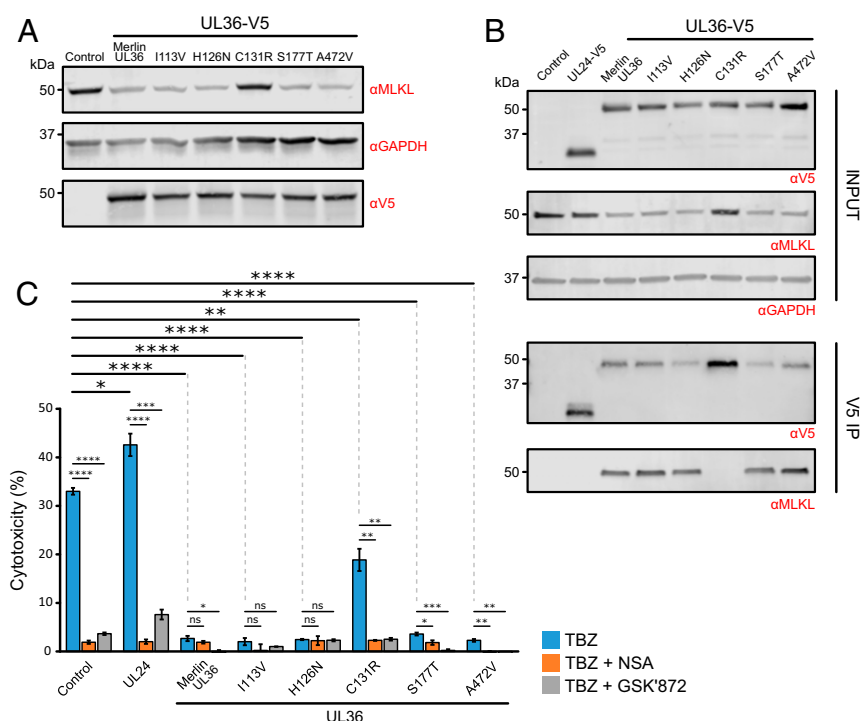 A
UL36-V5
kDa
Control
Merlin UL36
I113V
H126N
C131R
S177T
A472V
50
αMLKL
37
αGAPDH
50
αV5
B
UL36-V5
kDa
Control
UL24-V5
Merlin UL36
I113V
H126N
C131R
S177T
A472V
50
37
αV5
50
αMLKL
37
αGAPDH
INPUT
50
37
αV5
50
αMLKL
V5 IP
C
****
****
**
****
****
****
*
Cytotoxicity (%)
50
40
30
20
10
0
****
****
***
****
*
ns
ns
ns
ns
ns
**
**
***
*
**
**
Control
UL24
Merlin UL36
I113V
H126N
C131R
S177T
A472V
UL36
TBZ
TBZ + NSA
TBZ + GSK'872